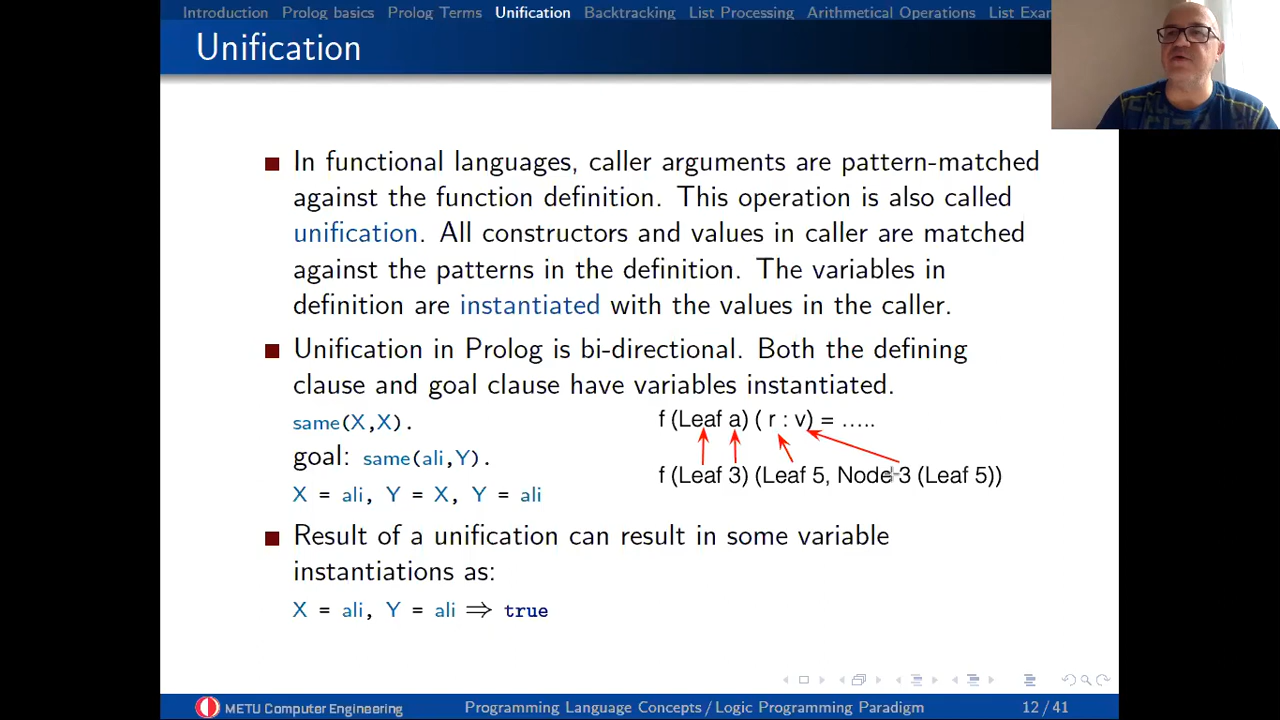 Introduction Prolog basics Prolog Terms Unification Backtracking List Processing Arithmetical Operations List Exa
Unification
In functional languages, caller arguments are pattern-matched
against the function definition. This operation is also called
unification. All constructors and values in caller are matched
against the patterns in the definition. The variables in
definition are instantiated with the values in the caller.
Unification in Prolog is bi-directional. Both the defining
clause and goal clause have variables instantiated.
same(X,X).
goal: same(ali,Y).
X = ali, Y = X, Y = ali
f (Leaf a) ( r : v) = .....
f (Leaf 3) (Leaf 5, Node 3 (Leaf 5))
Result of a unification can result in some variable
instantiations as:
X = ali, Y = ali ⇒ true
METU Computer Engineering Programming Language Concepts/Logic Programming Paradigm 12/41